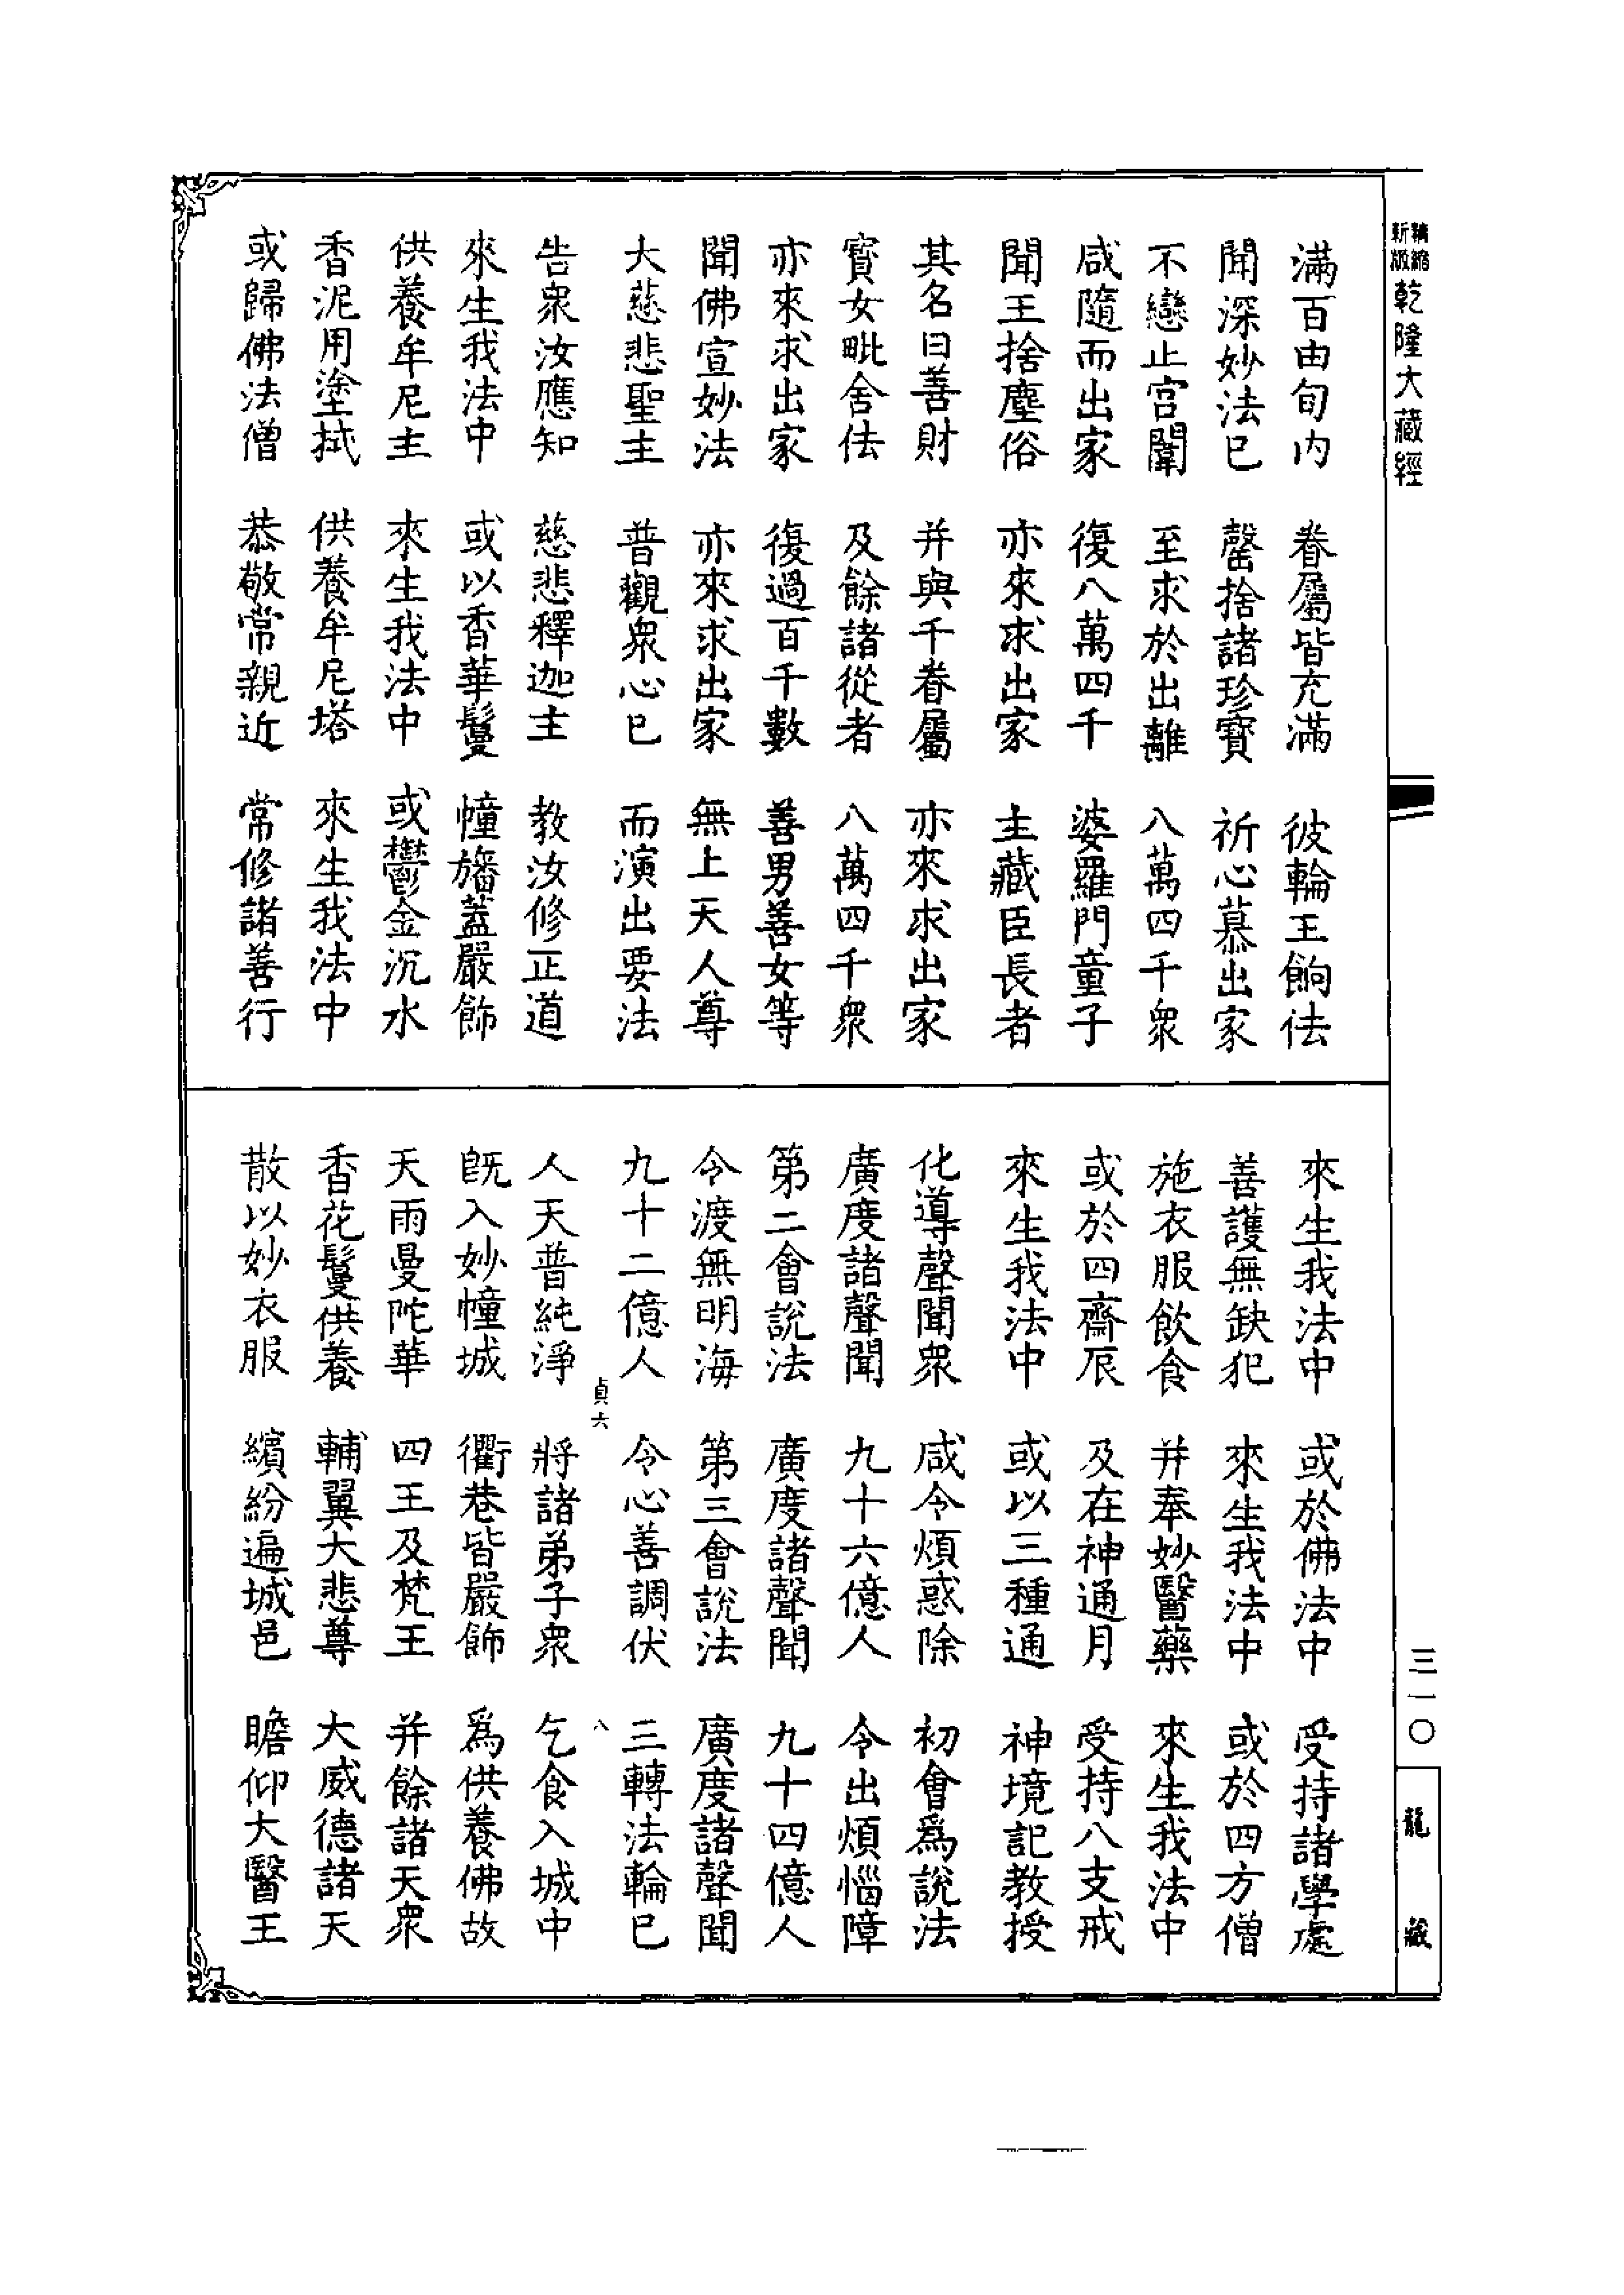 精縮
新版
乾隆大藏經
滿百由旬内　眷屬皆充滿　彼輪王餉佉
聞深妙法已　罄捨諸珍寶　祈心慕出家
不戀止宫闈　至求於出離　八萬四千衆
咸隨而出家　復八萬四千　婆羅門童子
聞王捨塵俗　亦來求出家　主藏臣長者
其名曰善財　并與千眷屬　亦來求出家
寳女毗舍佉　及餘諸從者　八萬四千衆
亦來求出家　復過百千數　善男善女等
聞佛宣妙法　亦來求出家　無上天人尊
大慈悲聖主　普觀衆心已　而演出要法
告衆汝應知　慈悲釋迦主　教汝修正道
來生我法中　或以香華鬘　幢旛蓋嚴飾
供養牟尼主　來生我法中　或鬱金沉水
香泥用塗拭　供養牟尼塔　來生我法中
或歸佛法僧　恭敬常親近　常修諸善行
來生我法中　或於佛法中　受持諸學處
善護無缺犯　來生我法中　或於四方僧
施衣服飲食　并奉妙醫藥　來生我法中
或於四齋辰　及在神通月　受持八支戒
來生我法中　或以三種通　神境記教授
化導聲聞衆　咸令煩惑除　初會爲說法
廣度諸聲聞　九十六億人　令出煩惱障
第二會說法　廣度諸聲聞　九十四億人
令渡無明海　第三會說法　廣度諸聲聞
九十二億人　令心善調伏　三轉法輪已
貞六　八
人天普純淨　將諸弟子衆　乞食入城中
既入妙幢城　衢巷皆嚴飾　爲供養佛故
天雨曼陀華　四王及梵王　并餘諸天衆
香花鬘供養　輔翼大悲尊　大威德諸天
散以妙衣服　繽紛遍城邑　瞻仰大醫王
三一〇
龍藏